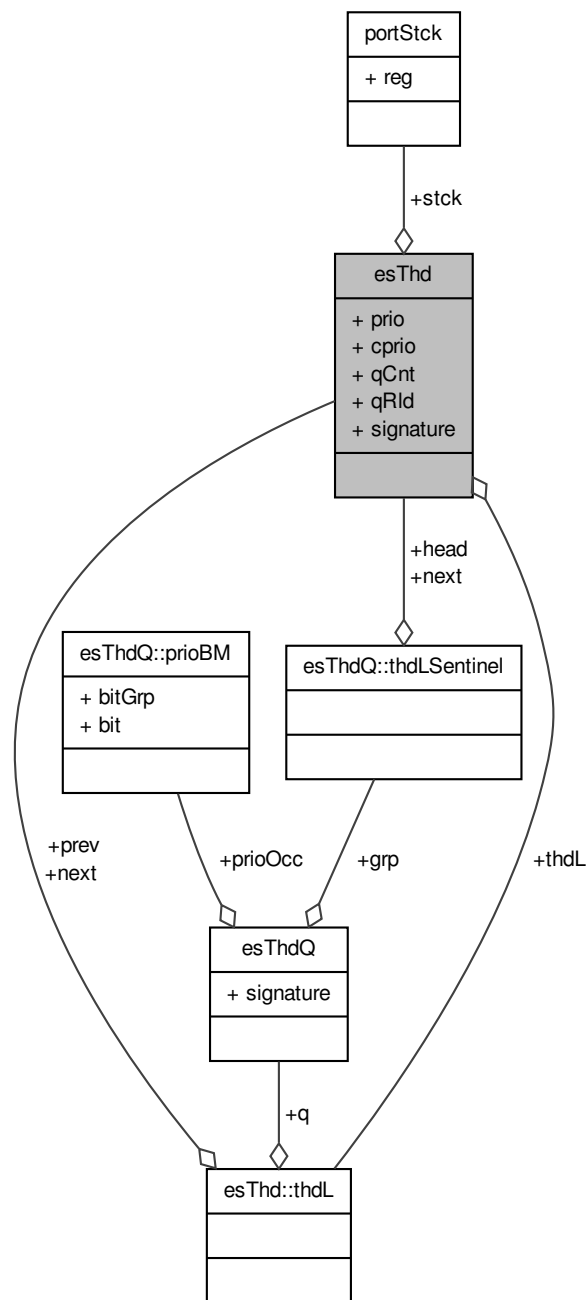 portStck
+ reg
+stck
esThd
+ prio
+ cprio
+ qCnt
+ qRld
+ signature
+head
+next
esThdQ::prioBM
+ bitGrp
+ bit
esThdQ::thdLSentinel
+prev
+next
+prioOcc
+grp
+thdL
esThdQ
+ signature
+q
esThd::thdL